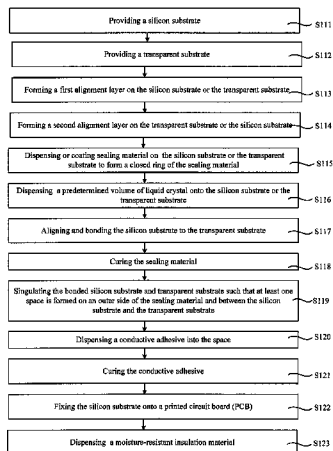 Providing a silicon substrate
S111
Providing a transparent substrate
S112
Forming a first alignment layer on the silicon substrate or the transparent substrate
S113
Forming a second alignment layer on the transparent substrate or the silicon substrate
S114
Dispensing or coating sealing material on the silicon substrate or the transparent
substrate to form a closed ring of the sealing material
S115
Dispensing a predetermined volume of liquid crystal onto the silicon substrate or the
transparent substrate
S116
Aligning and bonding the silicon substrate to the transparent substrate
S117
Curing the sealing material
S118
Singulating the bonded silicon substrate and transparent substrate such that at least one
space is formed on an outer side of the sealing material and between the silicon
substrate and the transparent substrate
S119
Dispensing a conductive adhesive into the space
S120
Curing the conductive adhesive
S121
Fixing the silicon substrate onto a printed circuit board (PCB)
S122
Dispensing a moisture-resistant insulation material
S123